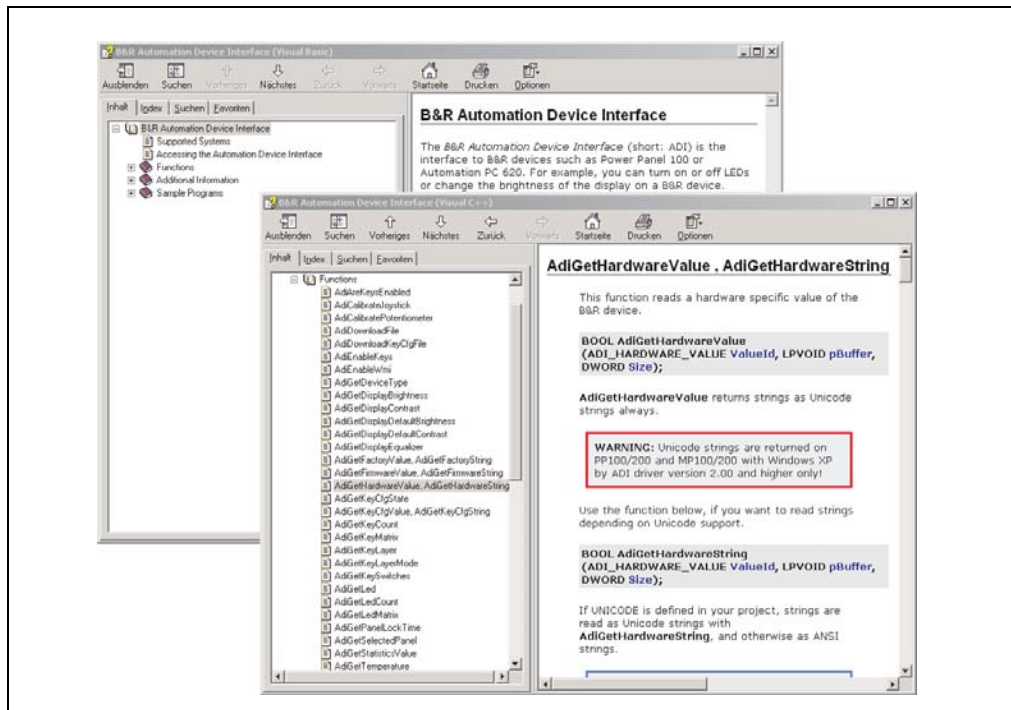 B&R Automation Device Interface (Visual Basic)
Ausblenden Suchen Vorheriges Nächstes Zurück Vorwärts Startseite Drucken Optionen
Inhalt Index Suchen Favoriten
B&R Automation Device Interface
Supported Systems
Accessing the Automation Device Interface
Functions
Additional Information
Sample Programs
B&R Automation Device Interface
The B&R Automation Device Interface (short: ADI) is the
interface to B&R devices such as Power Panel 100 or
Automation PC 620. For example, you can turn on or off LEDs
or change the brightness of the display on a B&R device.
B&R Automation Device Interface (Visual C++)
Ausblenden Suchen Vorheriges Nächstes Zurück Vorwärts Startseite Drucken Optionen
Inhalt Index Suchen Favoriten
Functions
AdiAreKeysEnabled
AdiCalibrateJoystick
AdiCalibratePotentiometer
AdiDownloadFile
AdiDownloadKeyCfgFile
AdiEnableKeys
AdiEnableWmi
AdiGetDeviceType
AdiGetDisplayBrightness
AdiGetDisplayContrast
AdiGetDisplayDefaultBrightness
AdiGetDisplayDefaultContrast
AdiGetDisplayEqualizer
AdiGetFactoryValue, AdiGetFactoryString
AdiGetFirmwareValue, AdiGetFirmwareString
AdiGetHardwareValue, AdiGetHardwareString
AdiGetKeyCfgState
AdiGetKeyCfgValue, AdiGetKeyCfgString
AdiGetKeyCount
AdiGetKeyMatrix
AdiGetKeyLayer
AdiGetKeyLayerMode
AdiGetKeySwitches
AdiGetLed
AdiGetLedCount
AdiGetLedMatrix
AdiGetPanelLockTime
AdiGetSelectedPanel
AdiGetStatisticsValue
AdiGetTemperature
AdiGetHardwareValue , AdiGetHardwareString
This function reads a hardware specific value of the
B&R device.
BOOL AdiGetHardwareValue
(ADI_HARDWARE_VALUE ValueId, LPVOID pBuffer,
DWORD Size);
AdiGetHardwareValue returns strings as Unicode
strings always.
WARNING: Unicode strings are returned on
PP100/200 and MP100/200 with Windows XP
by ADI driver version 2.00 and higher only!
Use the function below, if you want to read strings
depending on Unicode support.
BOOL AdiGetHardwareString
(ADI_HARDWARE_VALUE ValueId, LPVOID pBuffer,
DWORD Size);
If UNICODE is defined in your project, strings are
read as Unicode strings with
AdiGetHardwareString, and otherwise as ANSI
strings.